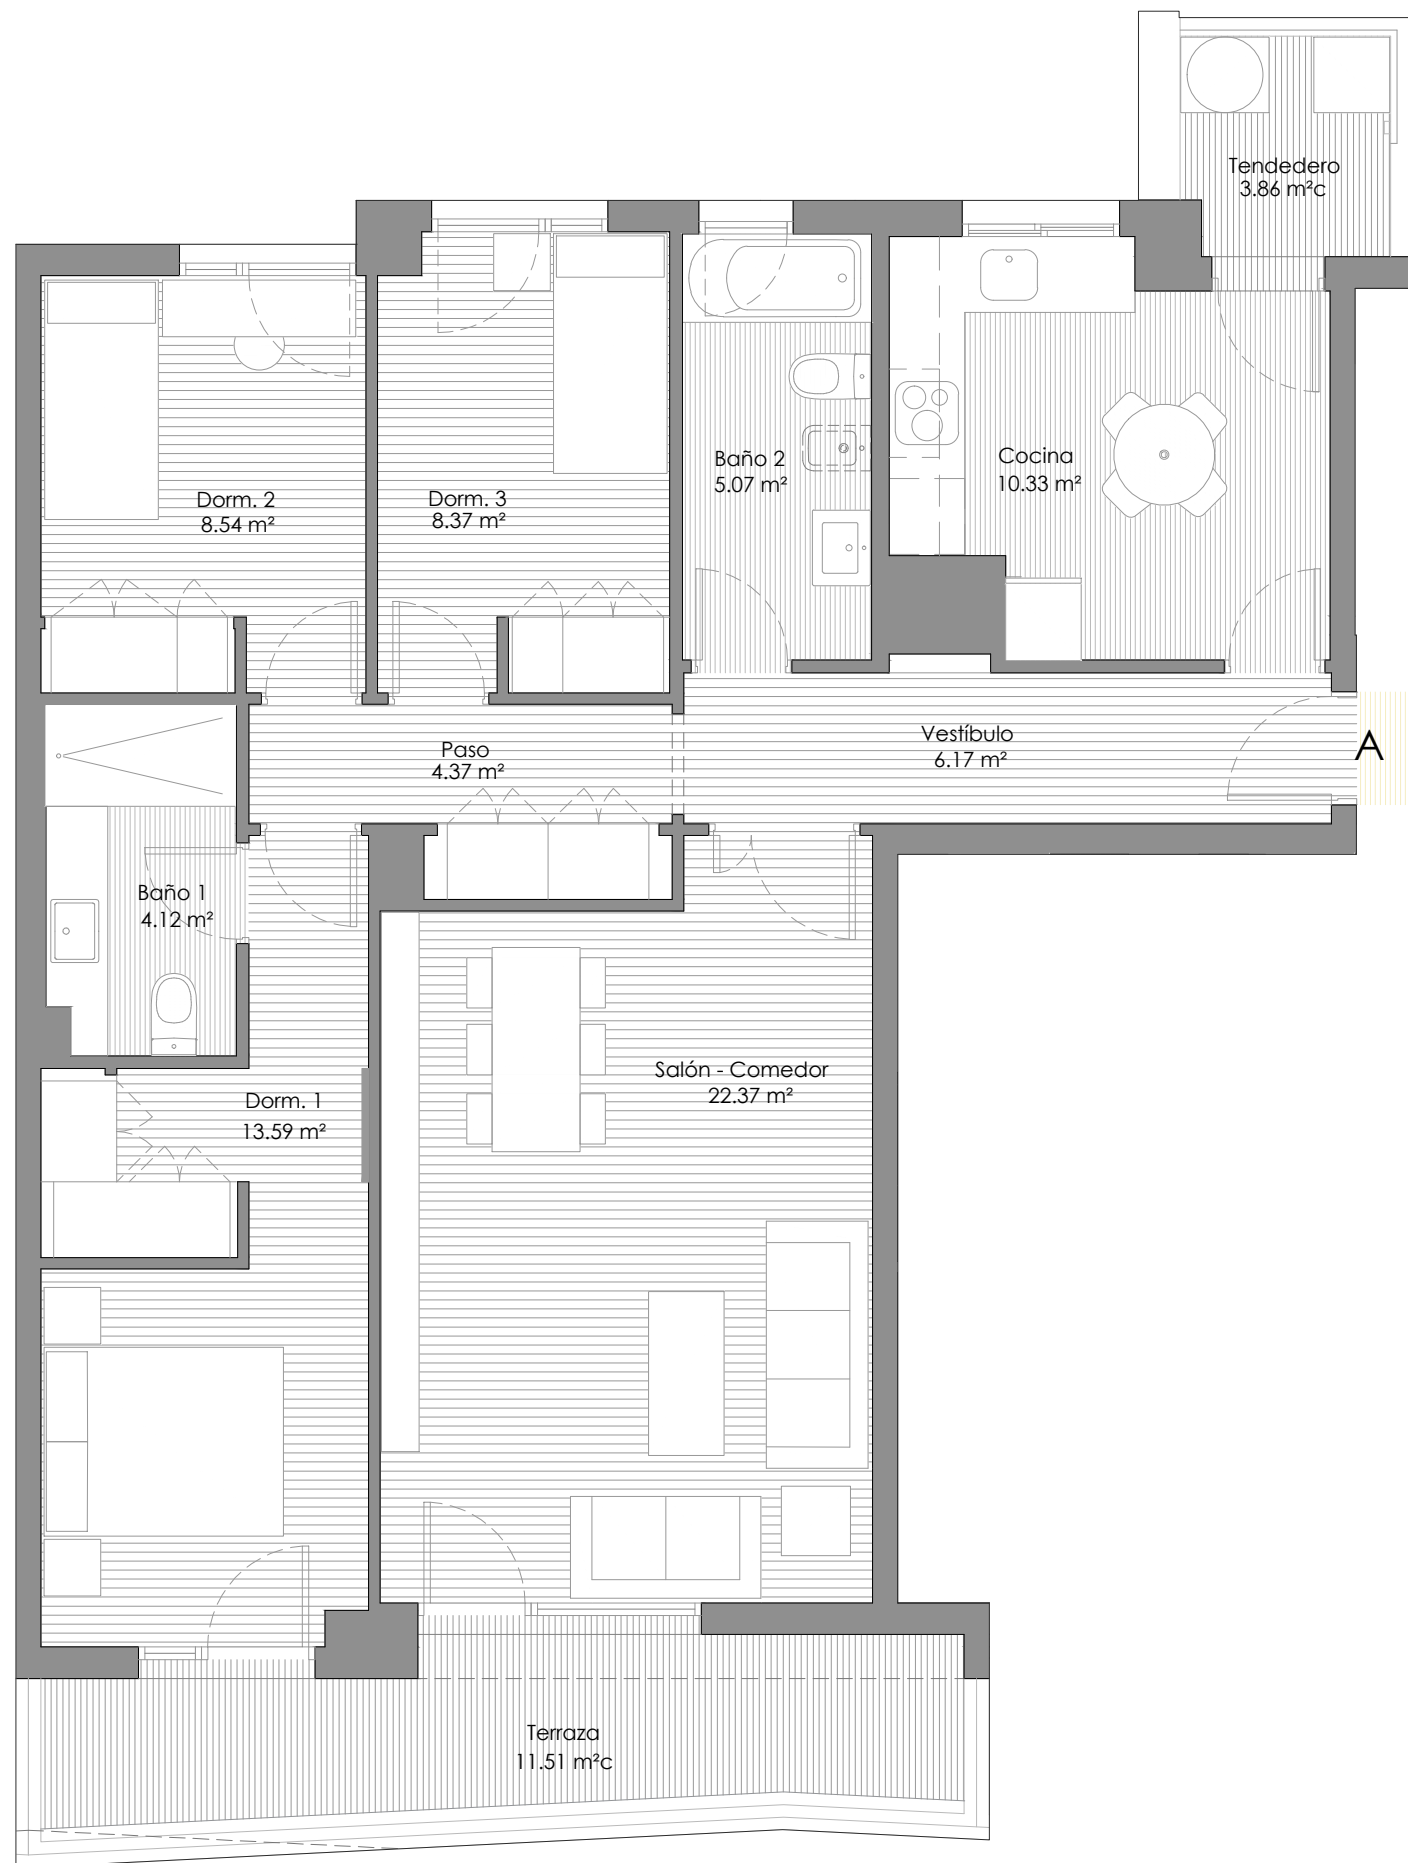 Tendedero
3.86 m²c
Baño 2
5.07 m²
Cocina
10.33 m²
Dorm. 2
8.54 m²
Dorm. 3
8.37 m²
Paso
4.37 m²
Vestíbulo
6.17 m²
A
Baño 1
4.12 m²
Salón - Comedor
22.37 m²
Dorm. 1
13.59 m²
Terraza
11.51 m²c